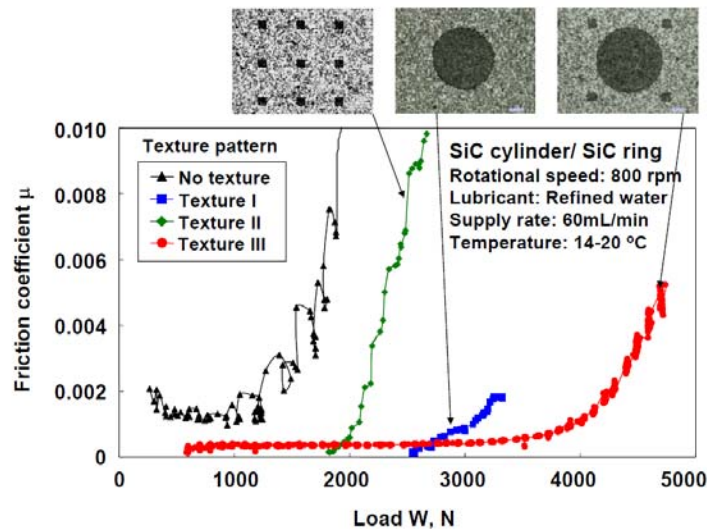 0.010
0.008
0.006
0.004
0.002
0
Friction coefficient μ
Texture pattern
No texture
Texture I
Texture II
Texture III
SiC cylinder/ SiC ring
Rotational speed: 800 rpm
Lubricant: Refined water
Supply rate: 60mL/min
Temperature: 14-20 ºC
0 1000 2000 3000 4000 5000
Load W, N